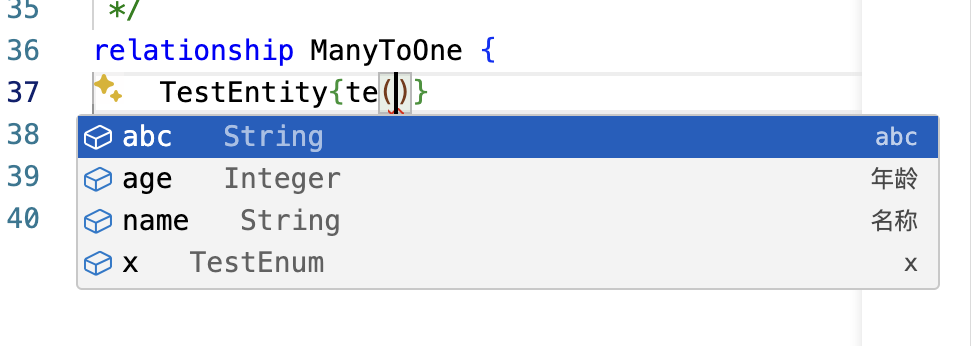 35 */
36 relationship ManyToOne {
37 TestEntity{te()}
38 abc String abc
39 age Integer 年龄
40 name String 名称
x TestEnum x